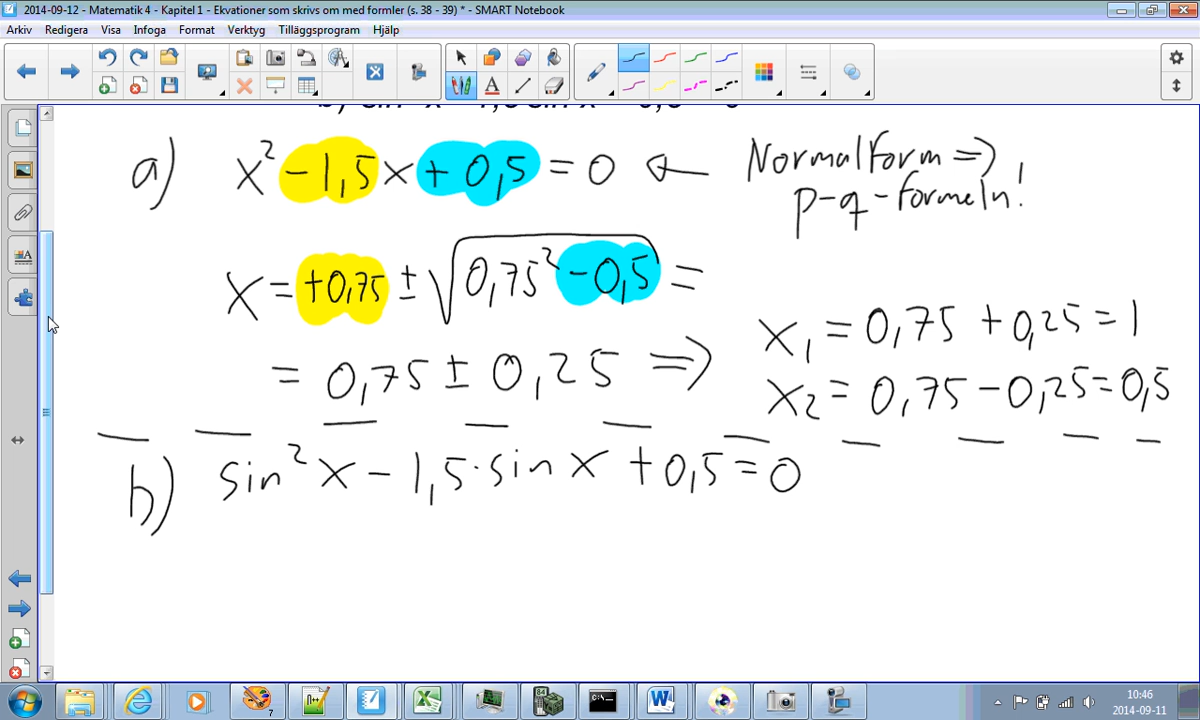 2014-09-12 - Matematik 4 - Kapitel 1 - Ekvationer som skrivs om med formler (s. 38 - 39) * - SMART Notebook
Arkiv Redigera Visa Infoga Format Verktyg Tilläggsprogram Hjälp
a) x² - 1,5x + 0,5 = 0 ← Normalform ⇒
p-q-formeln!
x = +0,75 ± √(0,75² - 0,5) =
= 0,75 ± 0,25 ⇒
x₁ = 0,75 + 0,25 = 1
x₂ = 0,75 - 0,25 = 0,5
b) sin²x - 1,5·sin x + 0,5 = 0
10:46
2014-09-11